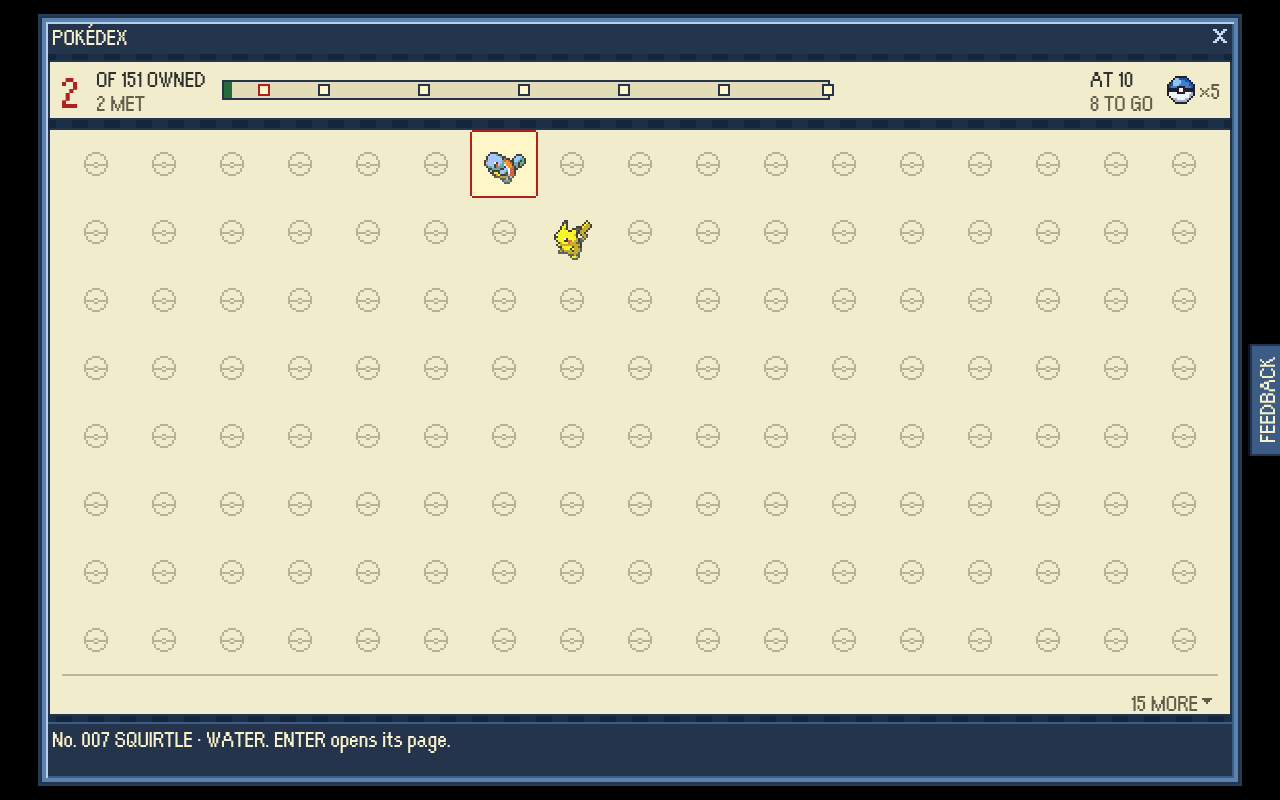 POKÉDEX
X
2
OF 151 OWNED
2 MET
AT 10
8 TO GO
×5
FEEDBACK
15 MORE
No. 007 SQUIRTLE · WATER. ENTER opens its page.